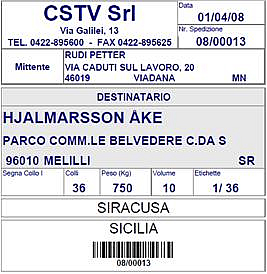 CSTV Srl
Via Galilei, 13
TEL. 0422-895600 - FAX 0422-895625
Data
01/04/08
Nr. Spedizione
08/00013
Mittente
RUDI PETTER
VIA CADUTI SUL LAVORO, 20
46019 VIADANA MN
DESTINATARIO
HJALMARSSON ÅKE
PARCO COMM.LE BELVEDERE C.DA S
96010 MELILLI SR
Segna Collo I Colli Peso (Kg) Volume Etichette
36 750 10 1/ 36
SIRACUSA
SICILIA
08/00013